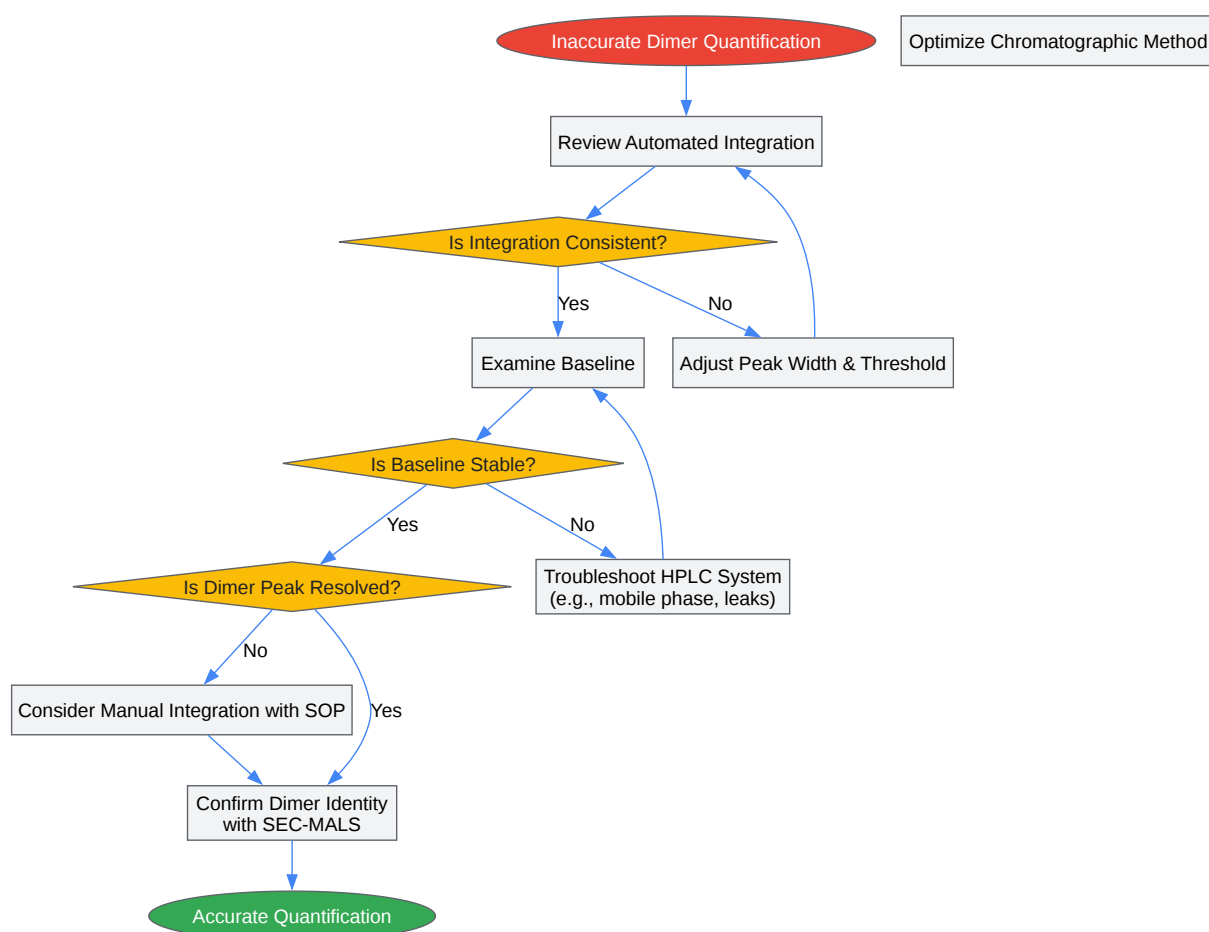 Inaccurate Dimer Quantification
Optimize Chromatographic Method
Review Automated Integration
Is Integration Consistent?
Yes
No
Examine Baseline
Adjust Peak Width & Threshold
Is Baseline Stable?
Yes
No
Is Dimer Peak Resolved?
Troubleshoot HPLC System
(e.g., mobile phase, leaks)
No
Consider Manual Integration with SOP
Yes
Confirm Dimer Identity
with SEC-MALS
Accurate Quantification